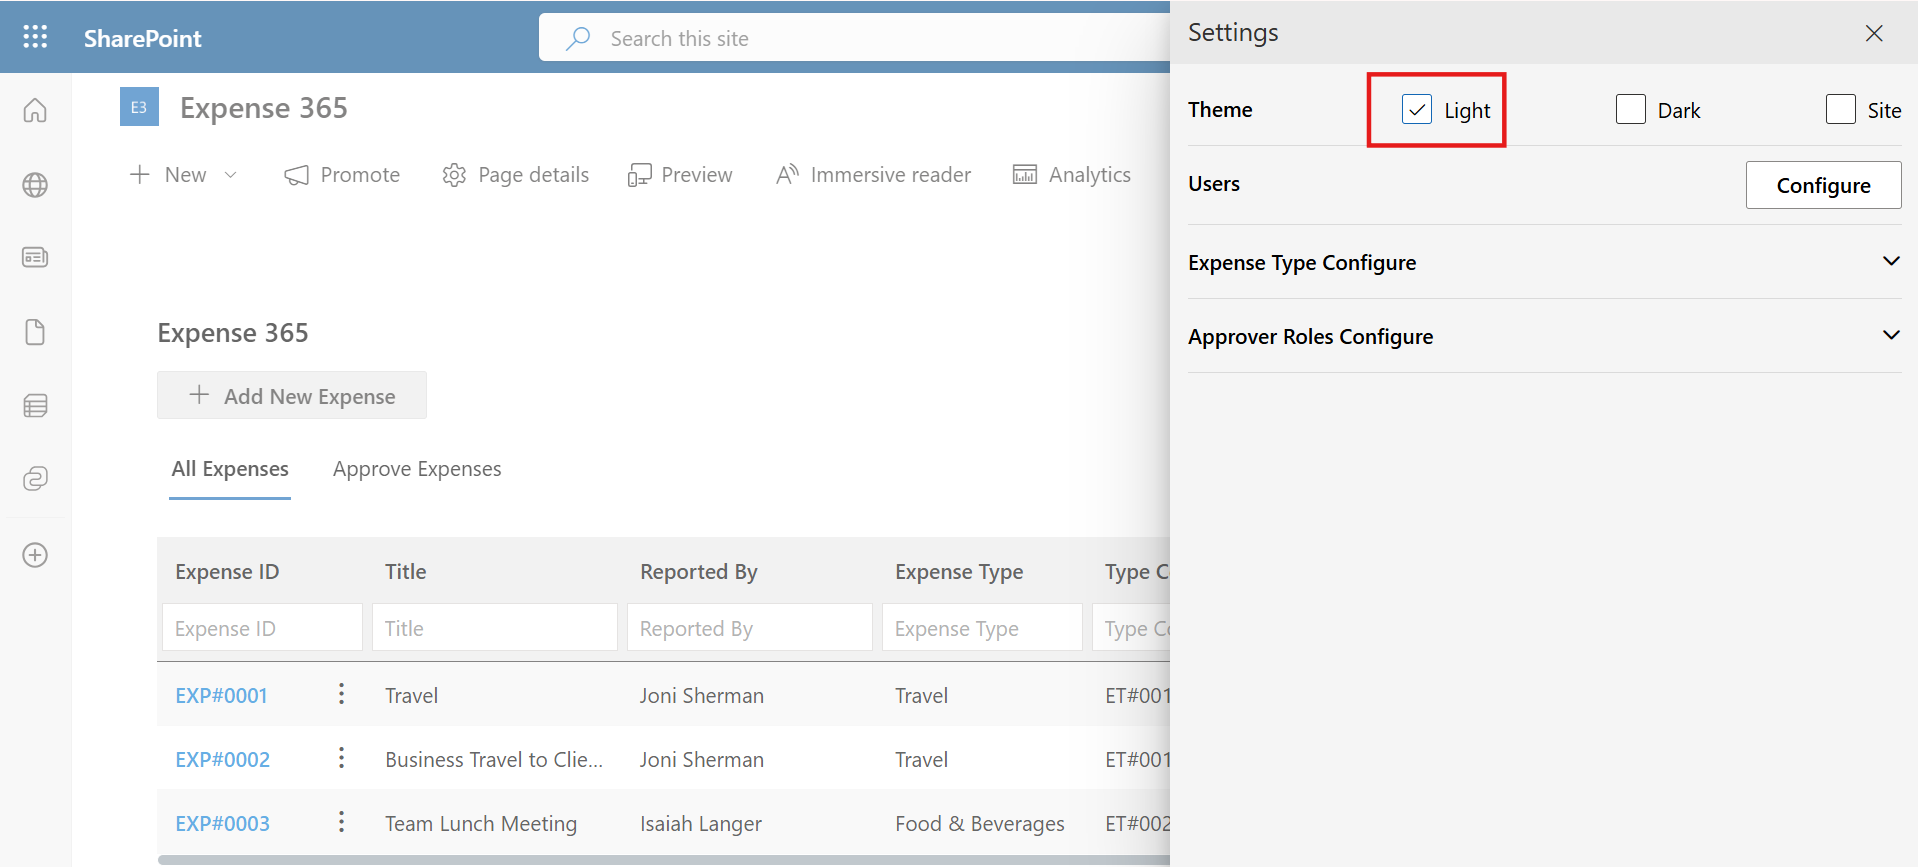 SharePoint
Search this site
E3
Expense 365
New
Promote
Page details
Preview
Immersive reader
Analytics
Expense 365
Add New Expense
All Expenses
Approve Expenses
Expense ID Title Reported By Expense Type Type C
Expense ID Title Reported By Expense Type Type Co
EXP#0001 Travel Joni Sherman Travel ET#001
EXP#0002 Business Travel to Clie... Joni Sherman Travel ET#001
EXP#0003 Team Lunch Meeting Isaiah Langer Food & Beverages ET#002
Settings
Theme Light Dark Site
Users Configure
Expense Type Configure
Approver Roles Configure